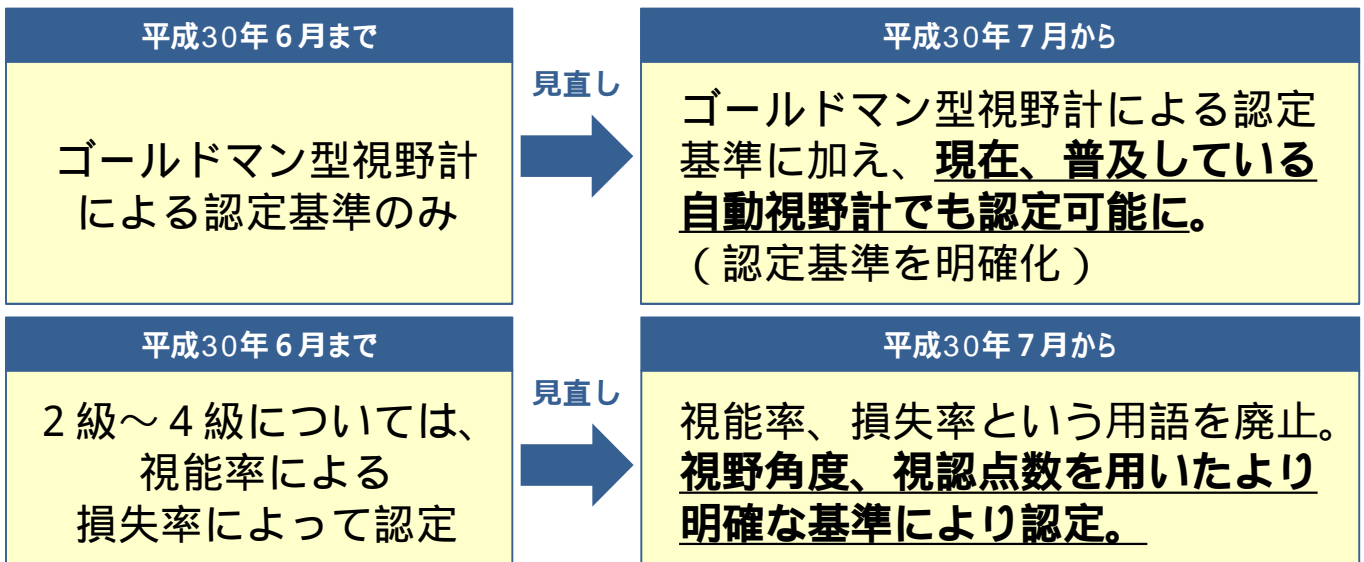 平成30年６月まで
ゴールドマン型視野計
による認定基準のみ
見直し
平成30年７月から
ゴールドマン型視野計による認定
基準に加え、現在、普及している
自動視野計でも認定可能に。
（認定基準を明確化）
平成30年６月まで
２級～４級については、
視能率による
損失率によって認定
見直し
平成30年７月から
視能率、損失率という用語を廃止。
視野角度、視認点数を用いたより
明確な基準により認定。